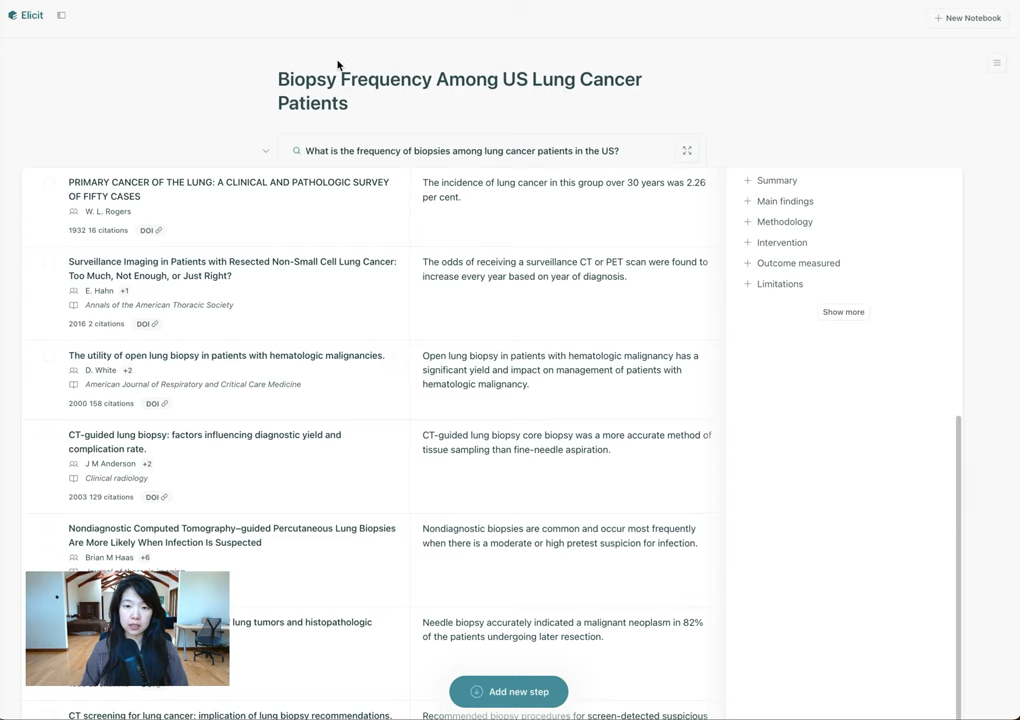 Elicit
+ New Notebook
Biopsy Frequency Among US Lung Cancer
Patients
What is the frequency of biopsies among lung cancer patients in the US?
PRIMARY CANCER OF THE LUNG: A CLINICAL AND PATHOLOGIC SURVEY
OF FIFTY CASES
W. L. Rogers
1932 16 citations DOI
The incidence of lung cancer in this group over 30 years was 2.26
per cent.
Surveillance Imaging in Patients with Resected Non-Small Cell Lung Cancer:
Too Much, Not Enough, or Just Right?
E. Hahn +1
Annals of the American Thoracic Society
2016 2 citations DOI
The odds of receiving a surveillance CT or PET scan were found to
increase every year based on year of diagnosis.
The utility of open lung biopsy in patients with hematologic malignancies.
D. White +2
American Journal of Respiratory and Critical Care Medicine
2000 158 citations DOI
Open lung biopsy in patients with hematologic malignancy has a
significant yield and impact on management of patients with
hematologic malignancy.
CT-guided lung biopsy: factors influencing diagnostic yield and
complication rate.
J M Anderson +2
Clinical radiology
2003 129 citations DOI
CT-guided lung biopsy core biopsy was a more accurate method of
tissue sampling than fine-needle aspiration.
Nondiagnostic Computed Tomography–guided Percutaneous Lung Biopsies
Are More Likely When Infection Is Suspected
Brian M Haas +6
Nondiagnostic biopsies are common and occur most frequently
when there is a moderate or high pretest suspicion for infection.
lung tumors and histopathologic
Needle biopsy accurately indicated a malignant neoplasm in 82%
of the patients undergoing later resection.
CT screening for lung cancer: implication of lung biopsy recommendations.
Recommended biopsy procedures for screen-detected suspicious
+ Summary
+ Main findings
+ Methodology
+ Intervention
+ Outcome measured
+ Limitations
Show more
Add new step